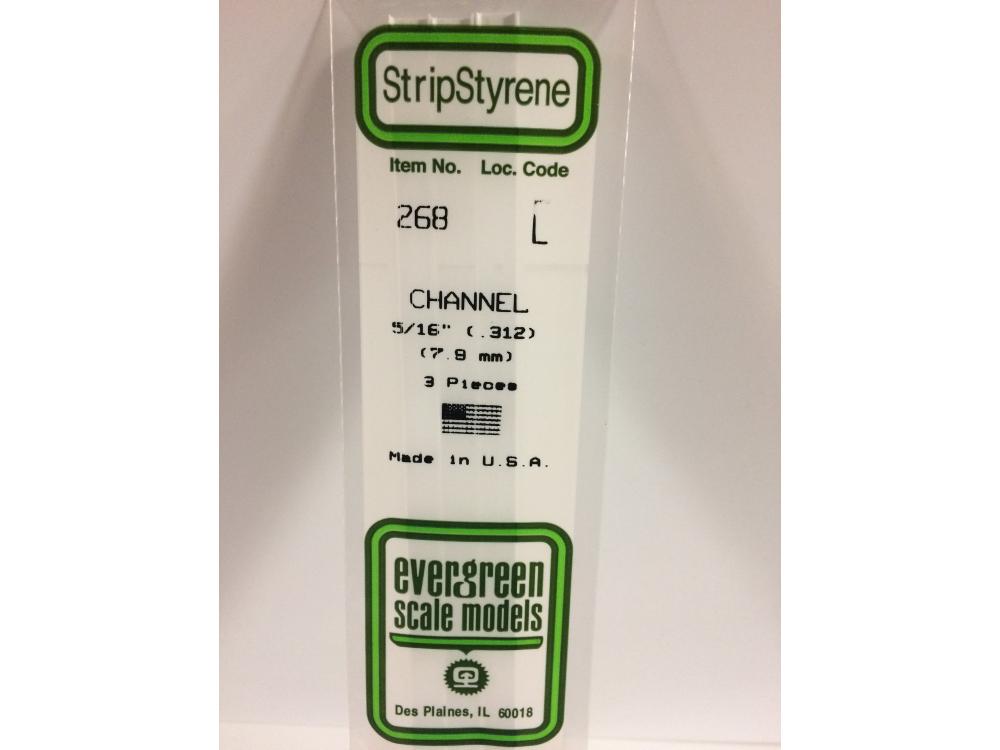 StripStyrene
Item No. Loc. Code
268 L
CHANNEL
5/16" (.312)
(7.9 mm)
3 Pieces
Made in U.S.A.
evergreen
scale models
Des Plaines, IL 60018